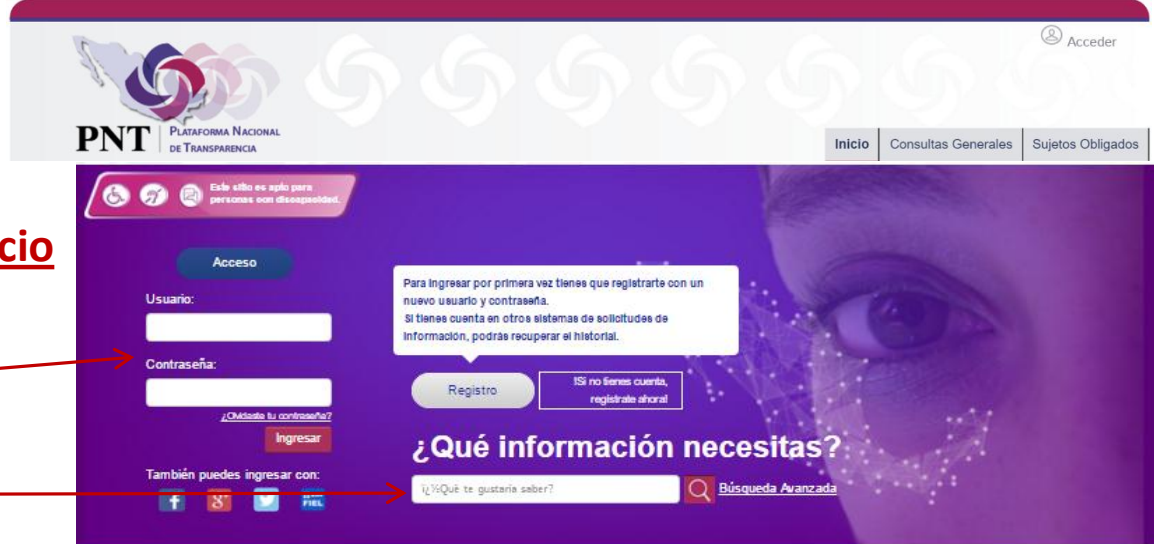 Acceder
PNT
PLATAFORMA NACIONAL
DE TRANSPARENCIA
Inicio
Consultas Generales
Sujetos Obligados
Este sitio es apto para
personas con discapacidad.
cio
Acceso
Usuario:
Contraseña:
¿Olvidaste tu contraseña?
Ingresar
También puedes ingresar con:
FIEL
Para ingresar por primera vez tienes que registrarte con un
nuevo usuario y contraseña.
Si tienes cuenta en otros sistemas de solicitudes de
información, podrás recuperar el historial.
Registro
!Si no tienes cuenta,
regístrate ahora!
¿Qué información necesitas?
ï¿½Quë te gustaría saber?
Búsqueda Avanzada